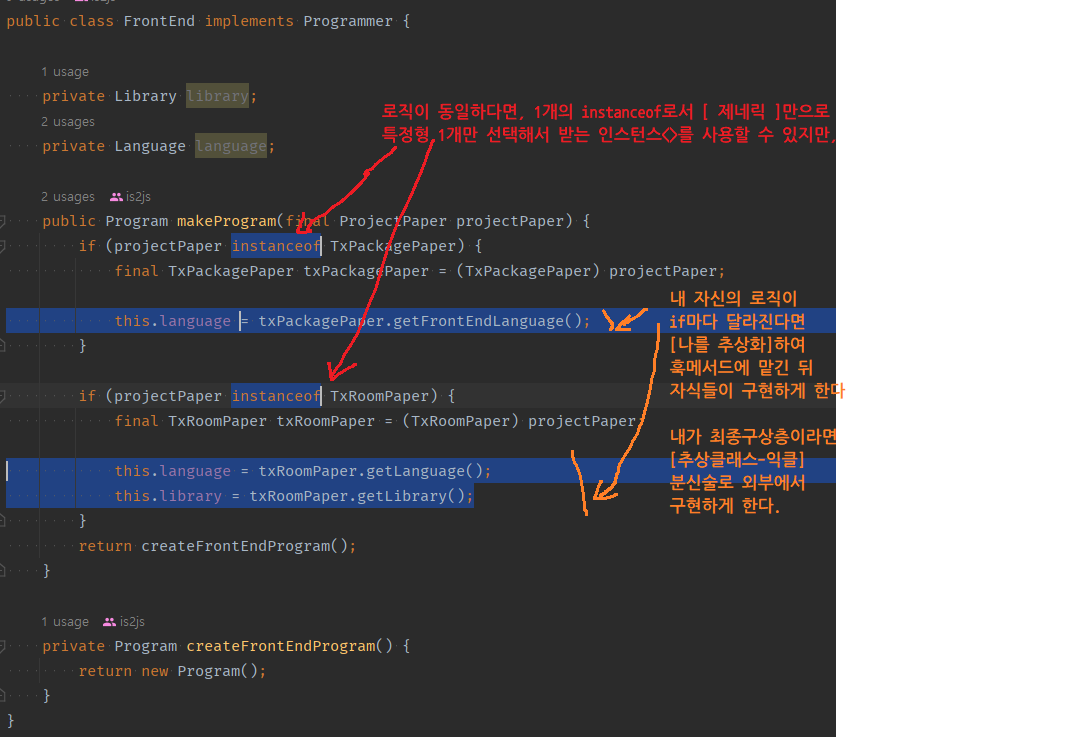 public class FrontEnd implements Programmer {
1 usage
private Library library;
로직이 동일하다면, 1개의 instanceof로서 [ 제네릭 ]만으로
2 usages
특정형 1개만 선택해서 받는 인스턴스<>를 사용할 수 있지만,
private Language language;
2 usages is2js
public Program makeProgram(final ProjectPaper projectPaper) {
if (projectPaper instanceof TxPackagePaper) {
final TxPackagePaper txPackagePaper = (TxPackagePaper) projectPaper;
this.language = txPackagePaper.getFrontEndLanguage();
}
내 자신의 로직이
if마다 달라진다면
[나를 추상화]하여
훅메서드에 맡긴 뒤
자식들이 구현하게 한다
if (projectPaper instanceof TxRoomPaper) {
final TxRoomPaper txRoomPaper = (TxRoomPaper) projectPaper;
내가 최종구상층이라면
[추상클래스-익클]
분신술로 외부에서
구현하게 한다.
this.language = txRoomPaper.getLanguage();
this.library = txRoomPaper.getLibrary();
}
return createFrontEndProgram();
}
1 usage is2js
private Program createFrontEndProgram() {
return new Program();
}
}